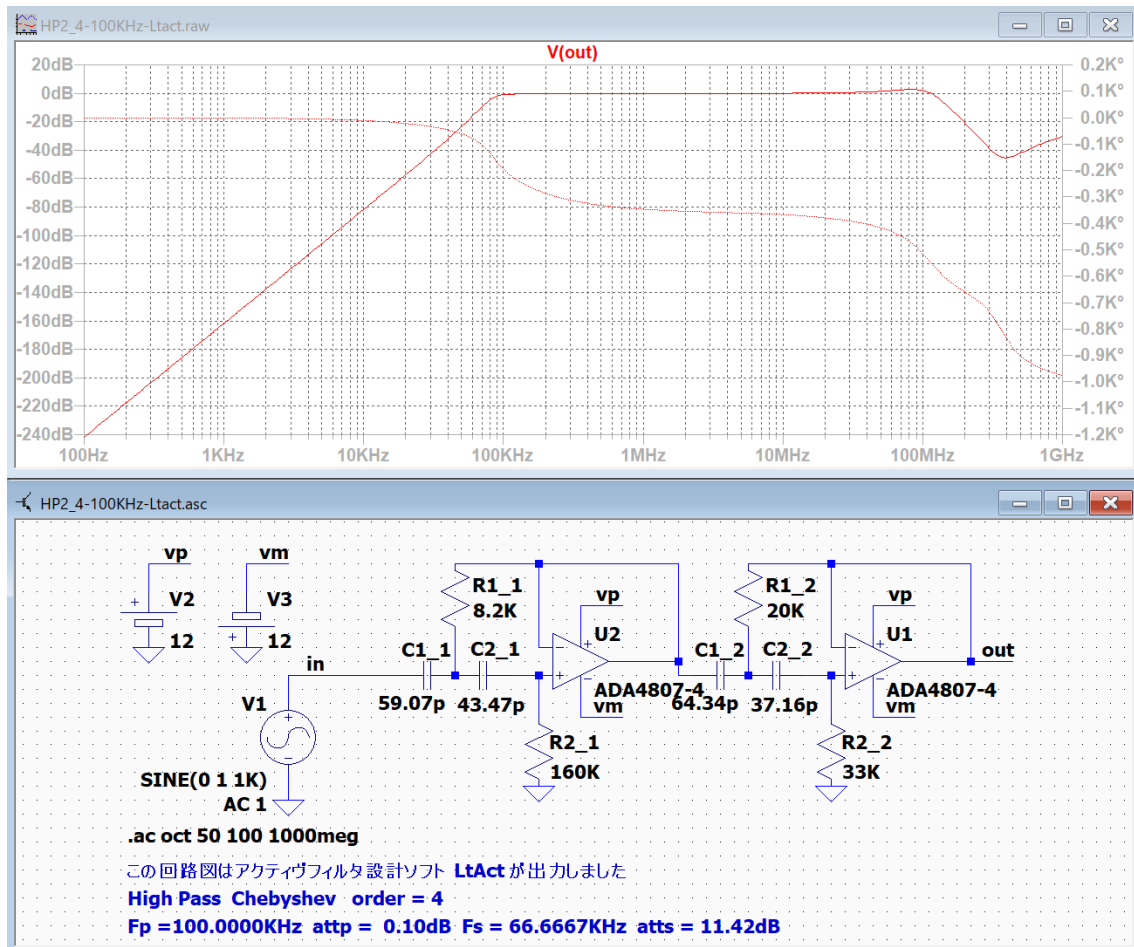 HP2_4-100KHz-Ltact.raw
V(out)
20dB
0dB
-20dB
-40dB
-60dB
-80dB
-100dB
-120dB
-140dB
-160dB
-180dB
-200dB
-220dB
-240dB
0.2K°
0.1K°
0.0K°
-0.1K°
-0.2K°
-0.3K°
-0.4K°
-0.5K°
-0.6K°
-0.7K°
-0.8K°
-0.9K°
-1.0K°
-1.1K°
-1.2K°
100Hz 1KHz 10KHz 100KHz 1MHz 10MHz 100MHz 1GHz
HP2_4-100KHz-Ltact.asc
vp
V2
12
vm
V3
12
in
V1
SINE(0 1 1K)
AC 1
R1_1
8.2K
C1_1
59.07p
C2_1
43.47p
vp
U2
ADA4807-4
vm
R2_1
160K
R1_2
20K
C1_2
64.34p
C2_2
37.16p
vp
U1
ADA4807-4
vm
R2_2
33K
out
.ac oct 50 100 1000meg
この回路図はアクティヴフィルタ設計ソフト LtAct が出力しました
High Pass Chebyshev order = 4
Fp =100.0000KHz attp = 0.10dB Fs = 66.6667KHz atts = 11.42dB